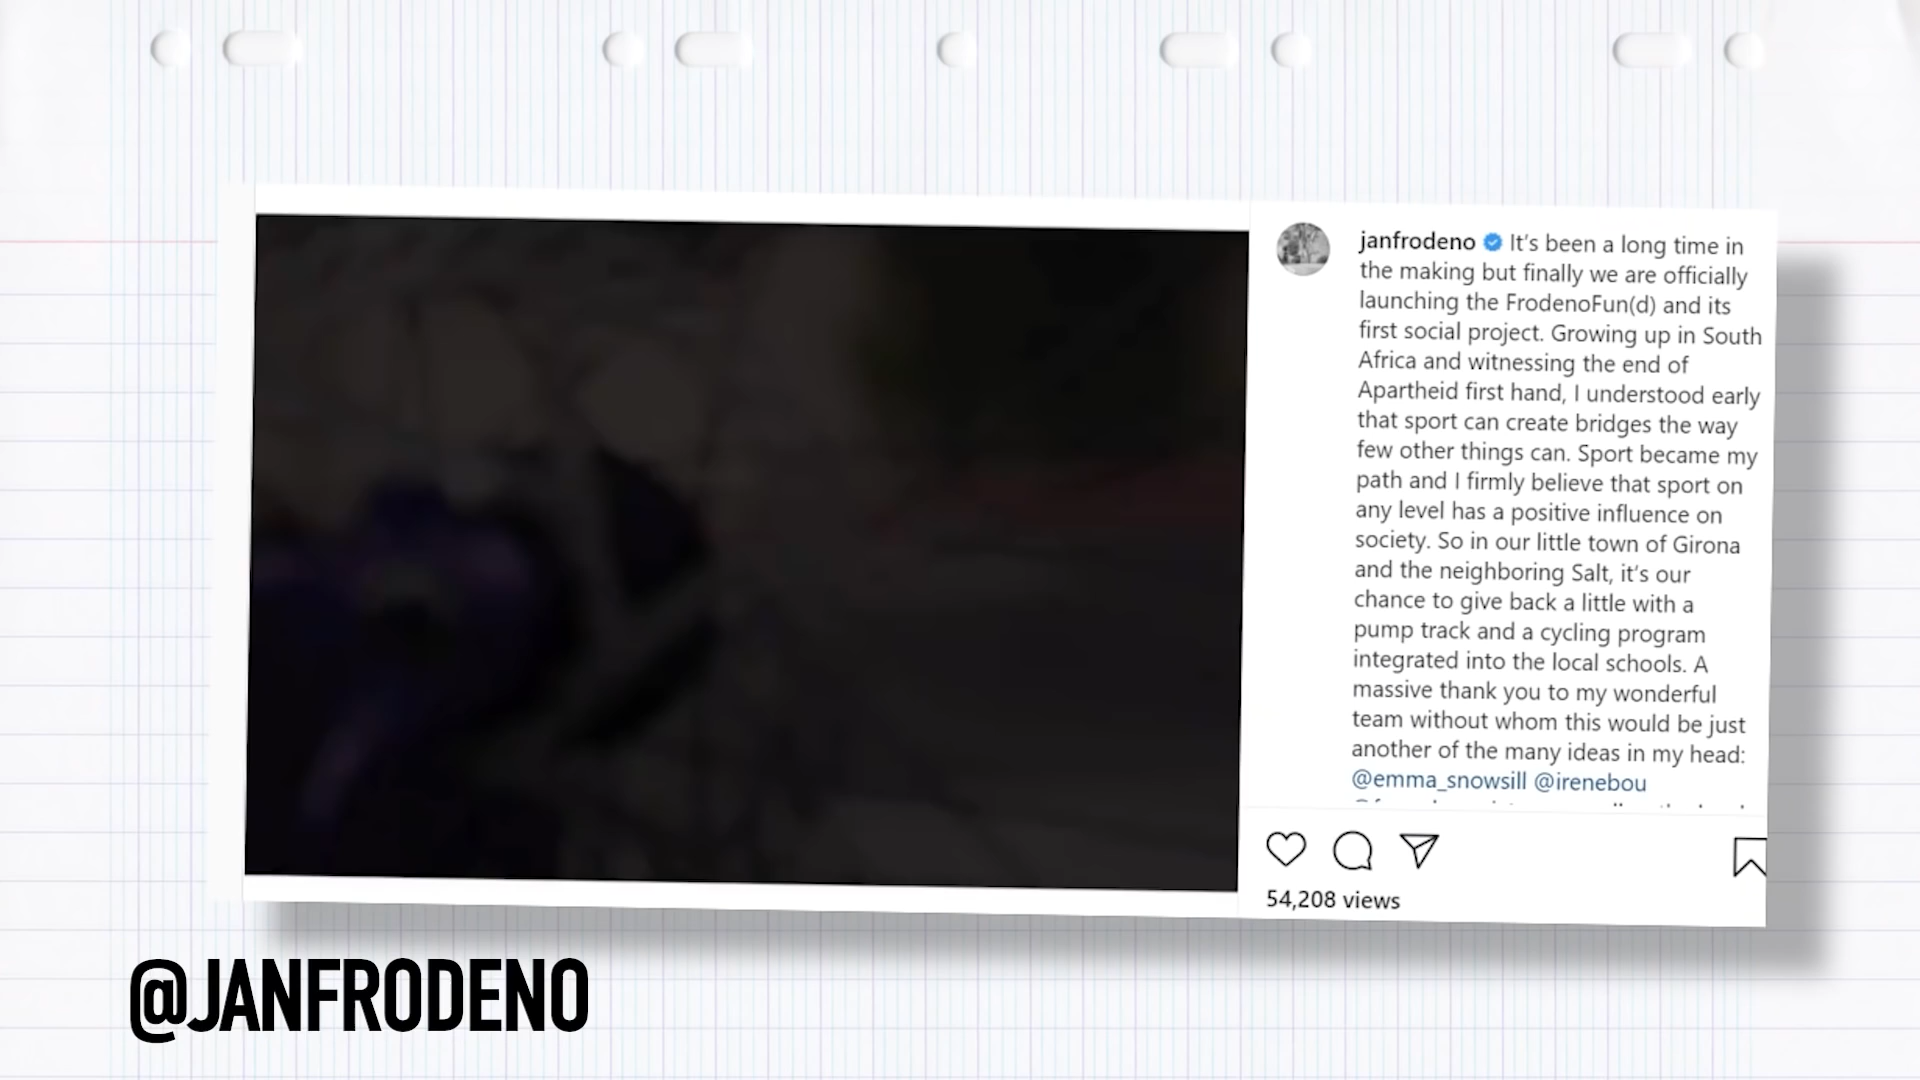 janfrodeno It's been a long time in
the making but finally we are officially
launching the FrodenoFun(d) and its
first social project. Growing up in South
Africa and witnessing the end of
Apartheid first hand, I understood early
that sport can create bridges the way
few other things can. Sport became my
path and I firmly believe that sport on
any level has a positive influence on
society. So in our little town of Girona
and the neighboring Salt, it's our
chance to give back a little with a
pump track and a cycling program
integrated into the local schools. A
massive thank you to my wonderful
team without whom this would be just
another of the many ideas in my head:
@emma_snowsill @irenebou
54,208 views
@JANFRODENO